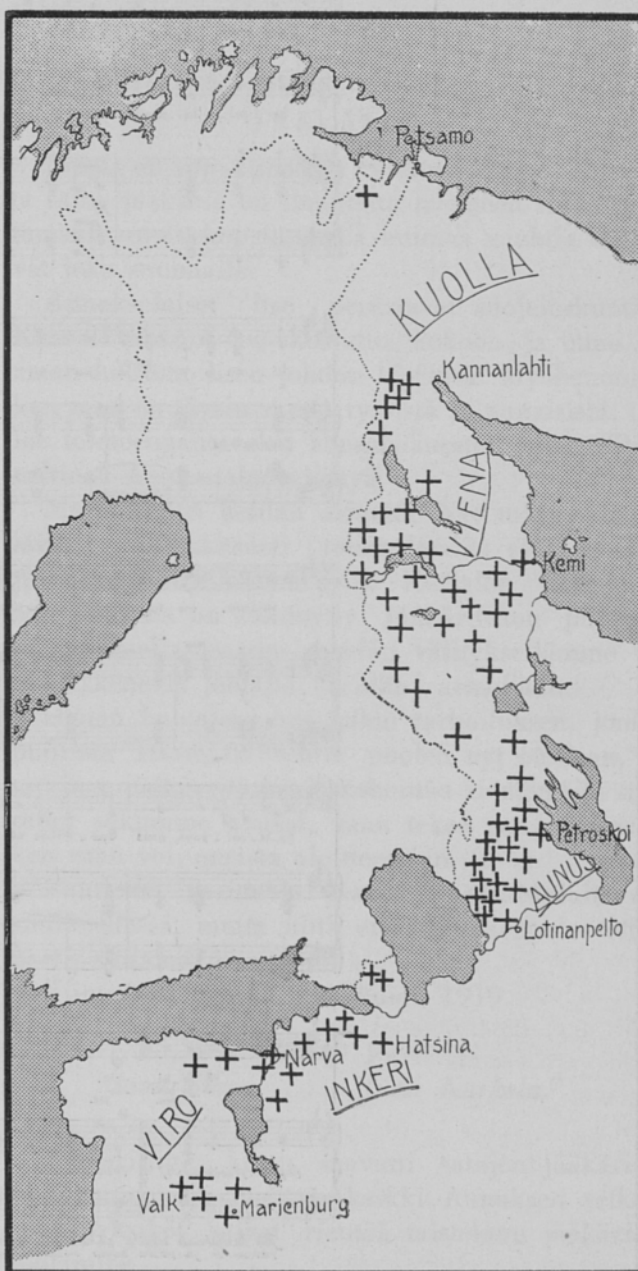 Petsamo
KUOLLA
Kannanlahti
VIENA
Kemi
Petroskoi
AUNUS
Lotinanpelto
Hatsina
Narva
INKERI
VIRO
Valk
Marienburg